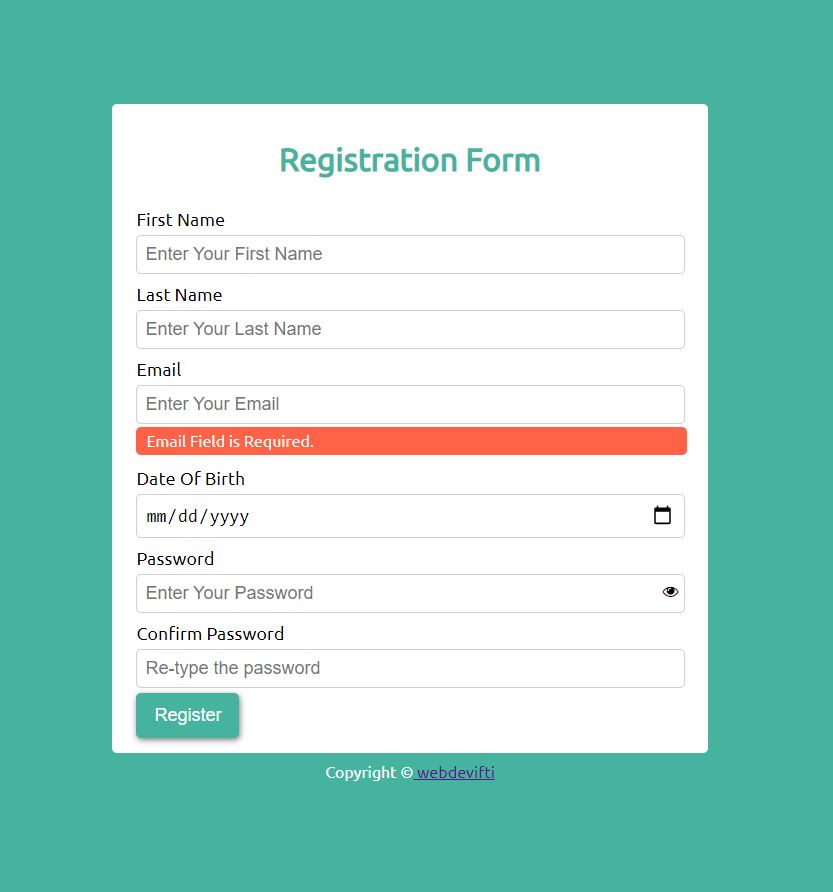 Registration Form
First Name
Enter Your First Name
Last Name
Enter Your Last Name
Email
Enter Your Email
Email Field is Required.
Date Of Birth
mm/dd/yyyy
Password
Enter Your Password
Confirm Password
Re-type the password
Register
Copyright © webdevifti